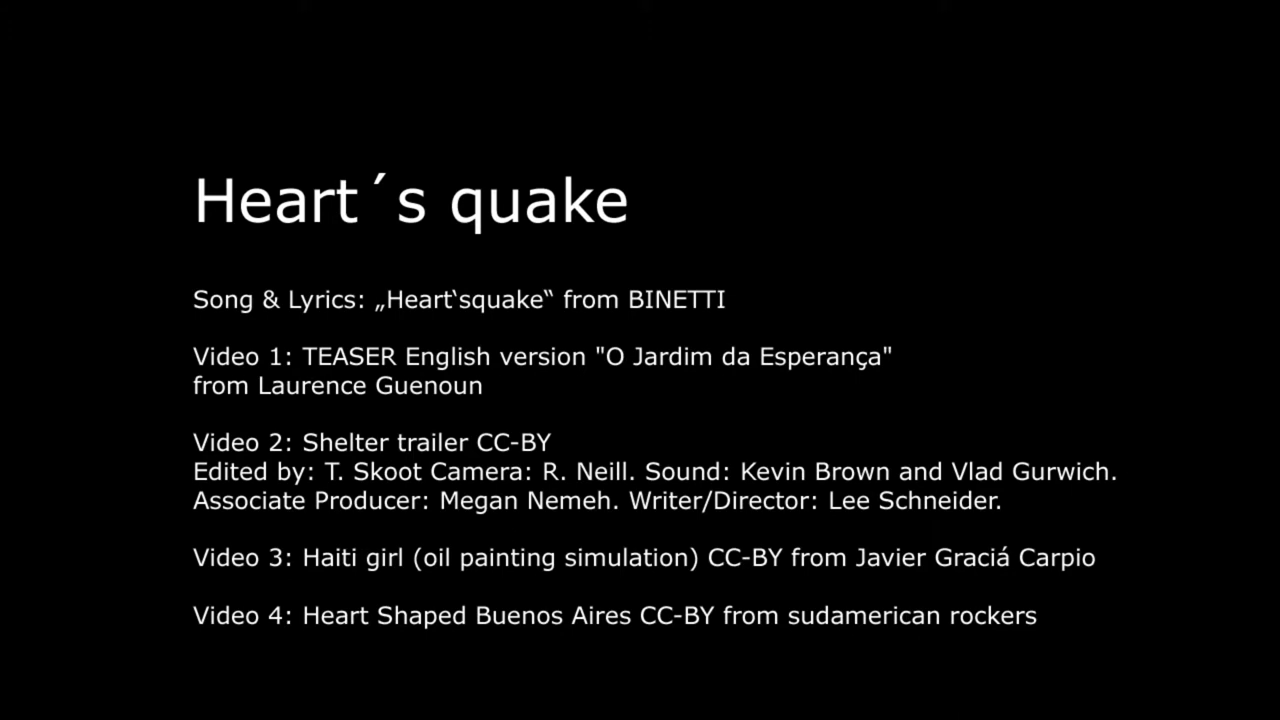 Heart´s quake
Song & Lyrics: „Heart‘squake‟ from BINETTI
Video 1: TEASER English version "O Jardim da Esperança"
from Laurence Guenoun
Video 2: Shelter trailer CC-BY
Edited by: T. Skoot Camera: R. Neill. Sound: Kevin Brown and Vlad Gurwich.
Associate Producer: Megan Nemeh. Writer/Director: Lee Schneider.
Video 3: Haiti girl (oil painting simulation) CC-BY from Javier Graciá Carpio
Video 4: Heart Shaped Buenos Aires CC-BY from sudamerican rockers